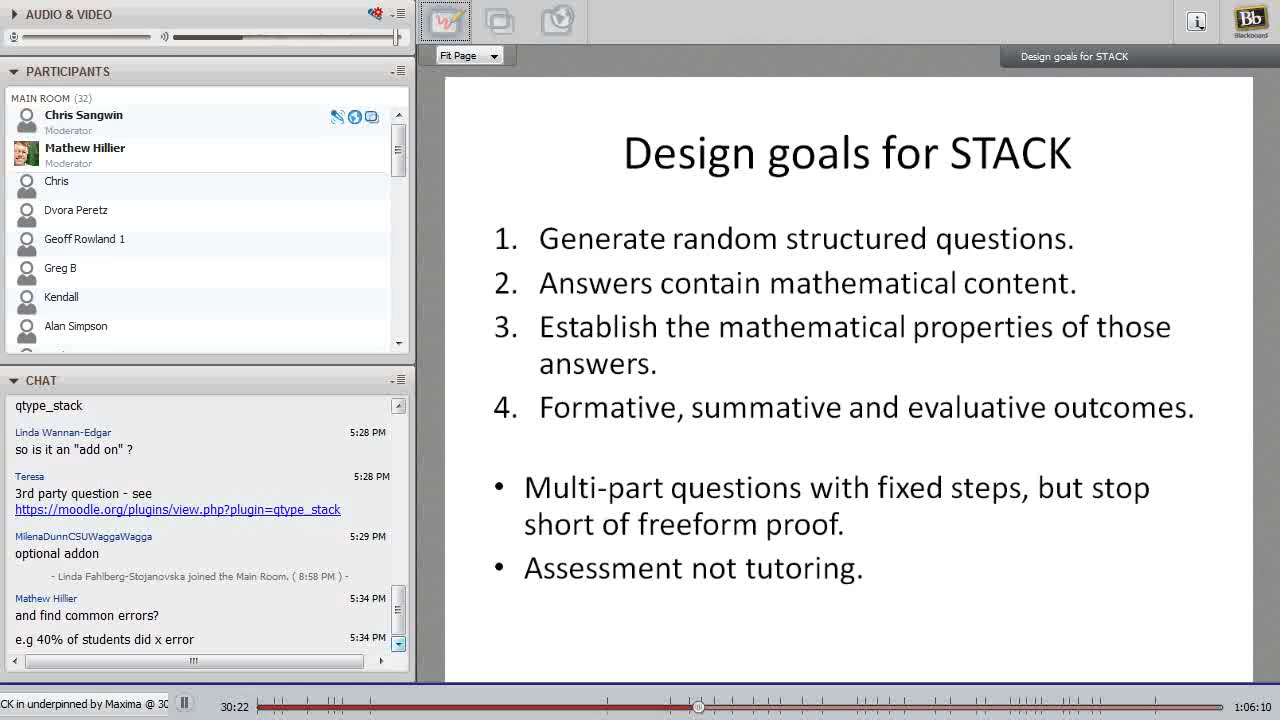 AUDIO & VIDEO
PARTICIPANTS
MAIN ROOM (32)
Chris Sangwin
Moderator
Mathew Hillier
Moderator
Chris
Dvora Peretz
Geoff Rowland 1
Greg B
Kendall
Alan Simpson
CHAT
qtype_stack
Linda Wannan-Edgar 5:28 PM
so is it an "add on" ?
Teresa 5:28 PM
3rd party question - see
https://moodle.org/plugins/view.php?plugin=qtype_stack
MilenaDunnCSUWaggaWagga 5:29 PM
optional addon
- Linda Fahlberg-Stojanovska joined the Main Room. ( 8:58 PM ) -
Mathew Hillier 5:34 PM
and find common errors?
e.g 40% of students did x error 5:34 PM
Fit Page
Bb
Blackboard
Design goals for STACK
Design goals for STACK
1. Generate random structured questions.
2. Answers contain mathematical content.
3. Establish the mathematical properties of those
answers.
4. Formative, summative and evaluative outcomes.
• Multi-part questions with fixed steps, but stop
short of freeform proof.
• Assessment not tutoring.
CK in underpined by Maxima @ 30
30:22
1:06:10